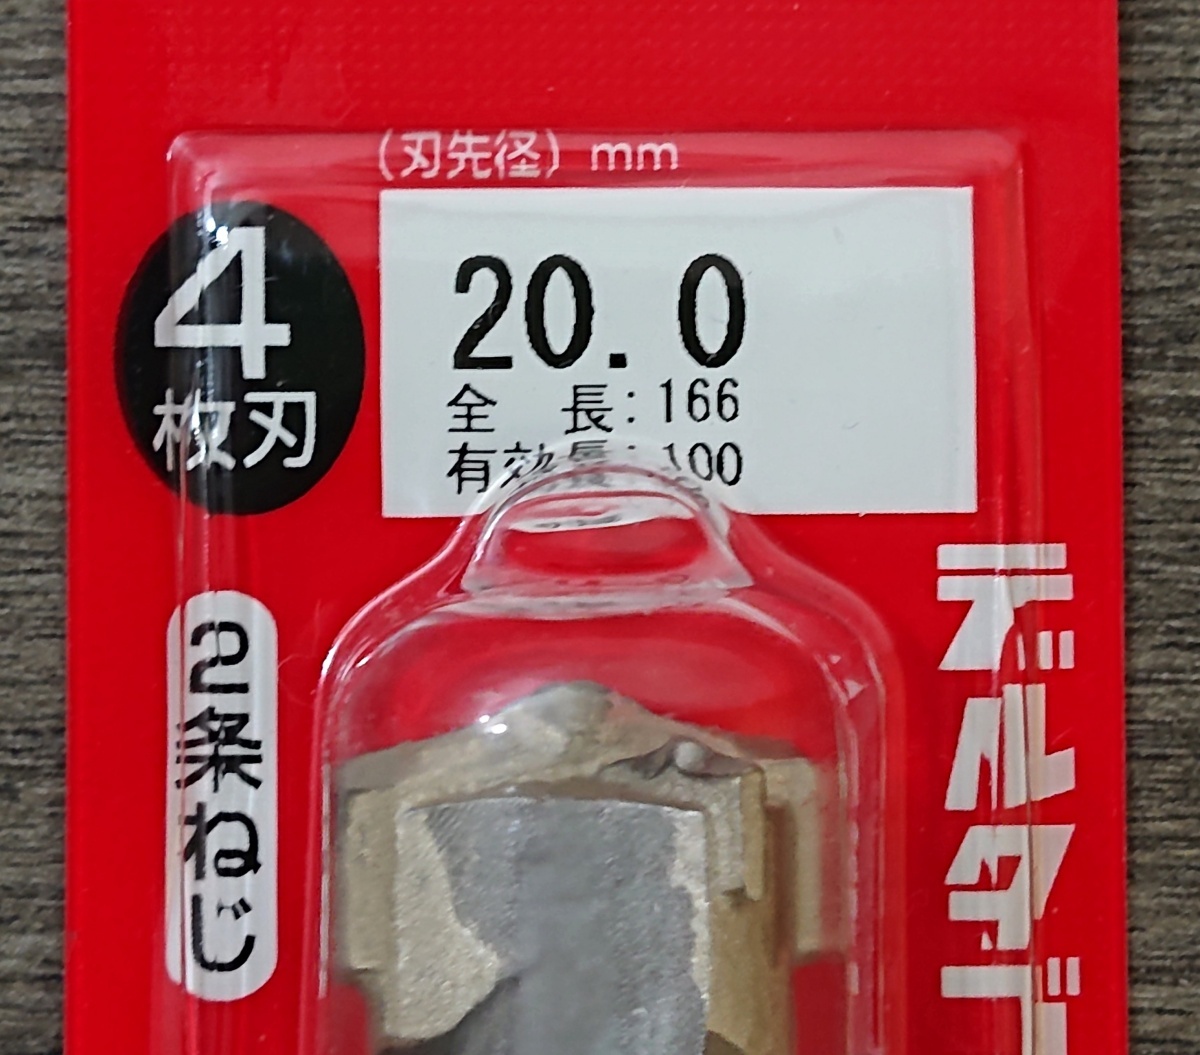 (刃先径) mm
4
枚刃
20.0
全 長:166
有効長:100
2条ねじ
デルタ